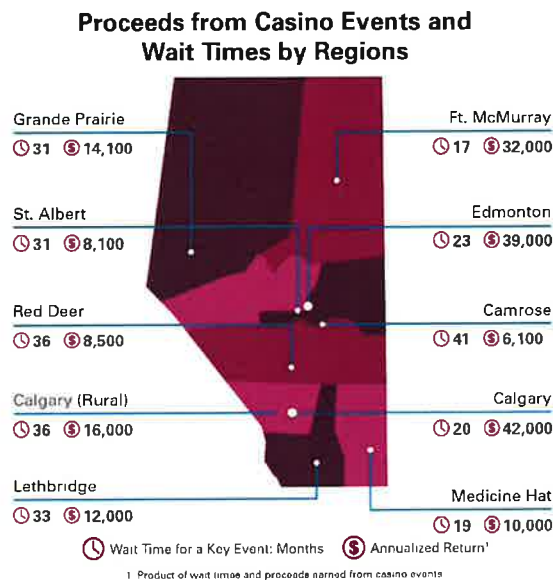 Proceeds from Casino Events and
Wait Times by Regions
Grande Prairie
31 $ 14,100
Ft. McMurray
17 $ 32,000
St. Albert
31 $ 8,100
Edmonton
23 $ 39,000
Red Deer
36 $ 8,500
Camrose
41 $ 6,100
Calgary (Rural)
36 $ 16,000
Calgary
20 $ 42,000
Lethbridge
33 $ 12,000
Medicine Hat
19 $ 10,000
Wait Time for a Key Event: Months $ Annualized Return¹
1 Product of wait times and proceeds earned from casino events